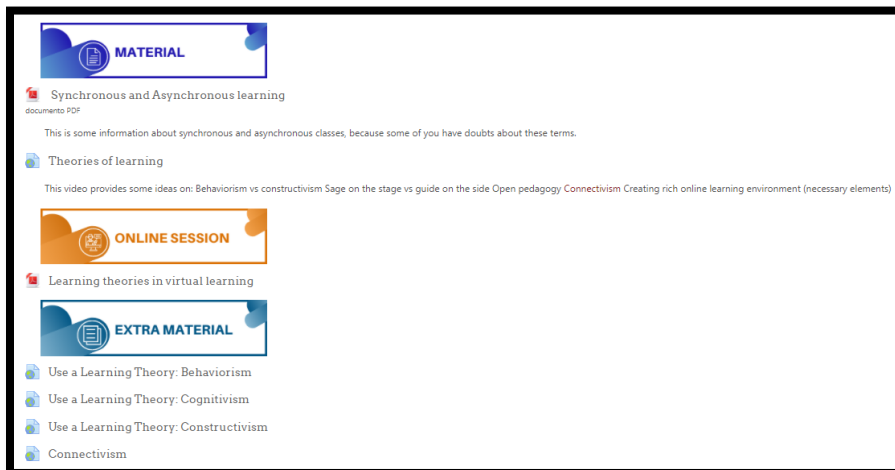 MATERIAL
Synchronous and Asynchronous learning
documento PDF
This is some information about synchronous and asynchronous classes, because some of you have doubts about these terms.
Theories of learning
This video provides some ideas on: Behaviorism vs constructivism Sage on the stage vs guide on the side Open pedagogy Connectivism Creating rich online learning environment (necessary elements)
ONLINE SESSION
Learning theories in virtual learning
EXTRA MATERIAL
Use a Learning Theory: Behaviorism
Use a Learning Theory: Cognitivism
Use a Learning Theory: Constructivism
Connectivism